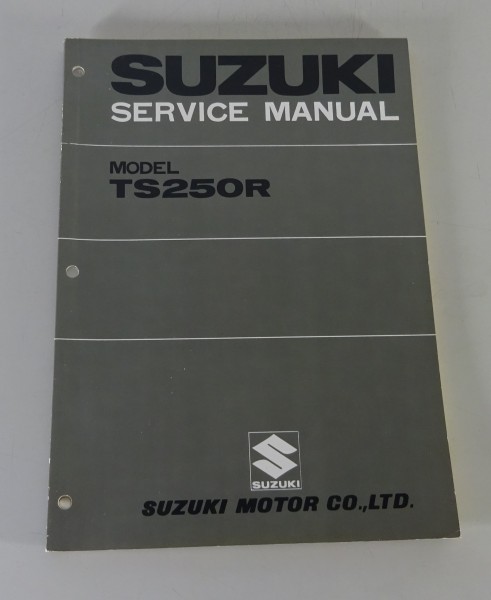 SUZUKI
SERVICE MANUAL
MODEL
TS250R
SUZUKI
SUZUKI MOTOR CO.,LTD.